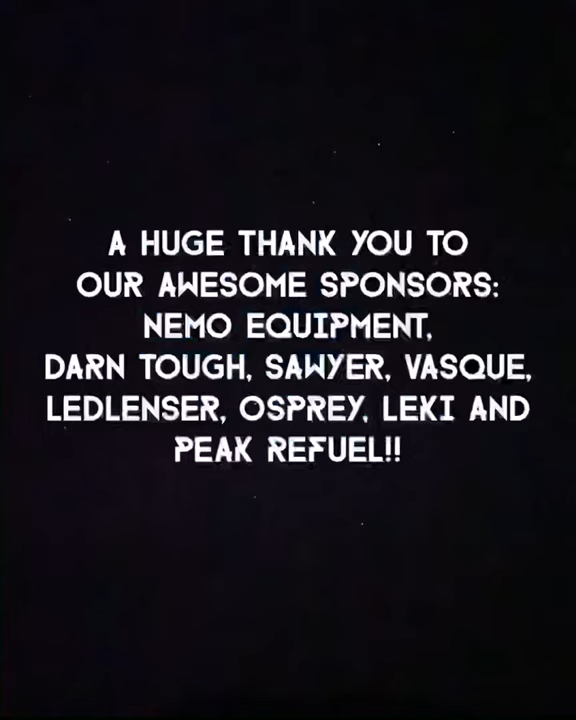 A HUGE THANK YOU TO
OUR AWESOME SPONSORS:
NEMO EQUIPMENT,
DARN TOUGH, SAWYER, VASQUE,
LEDLENSER, OSPREY, LEKI AND
PEAK REFUEL!!